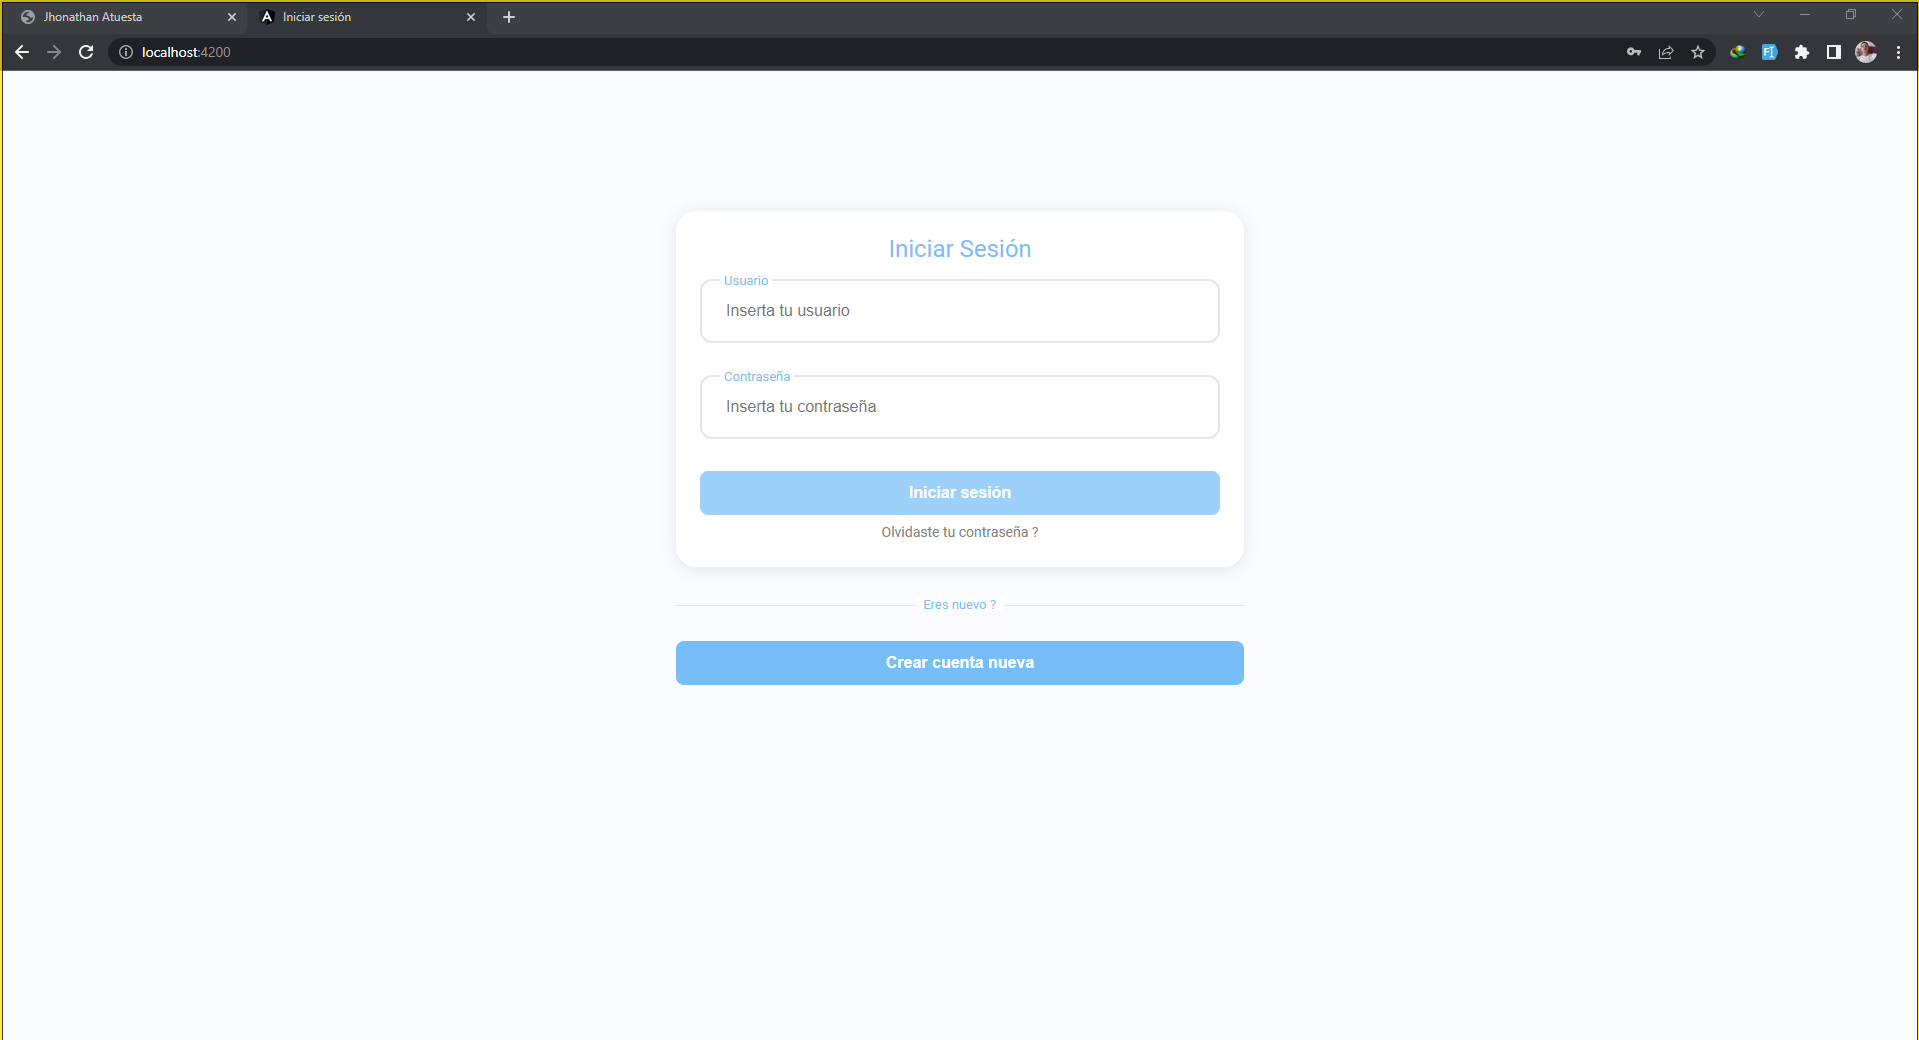 Jhonathan Atuesta
Iniciar sesión
localhost:4200
Iniciar Sesión
Usuario
Inserta tu usuario
Contraseña
Inserta tu contraseña
Iniciar sesión
Olvidaste tu contraseña ?
Eres nuevo ?
Crear cuenta nueva